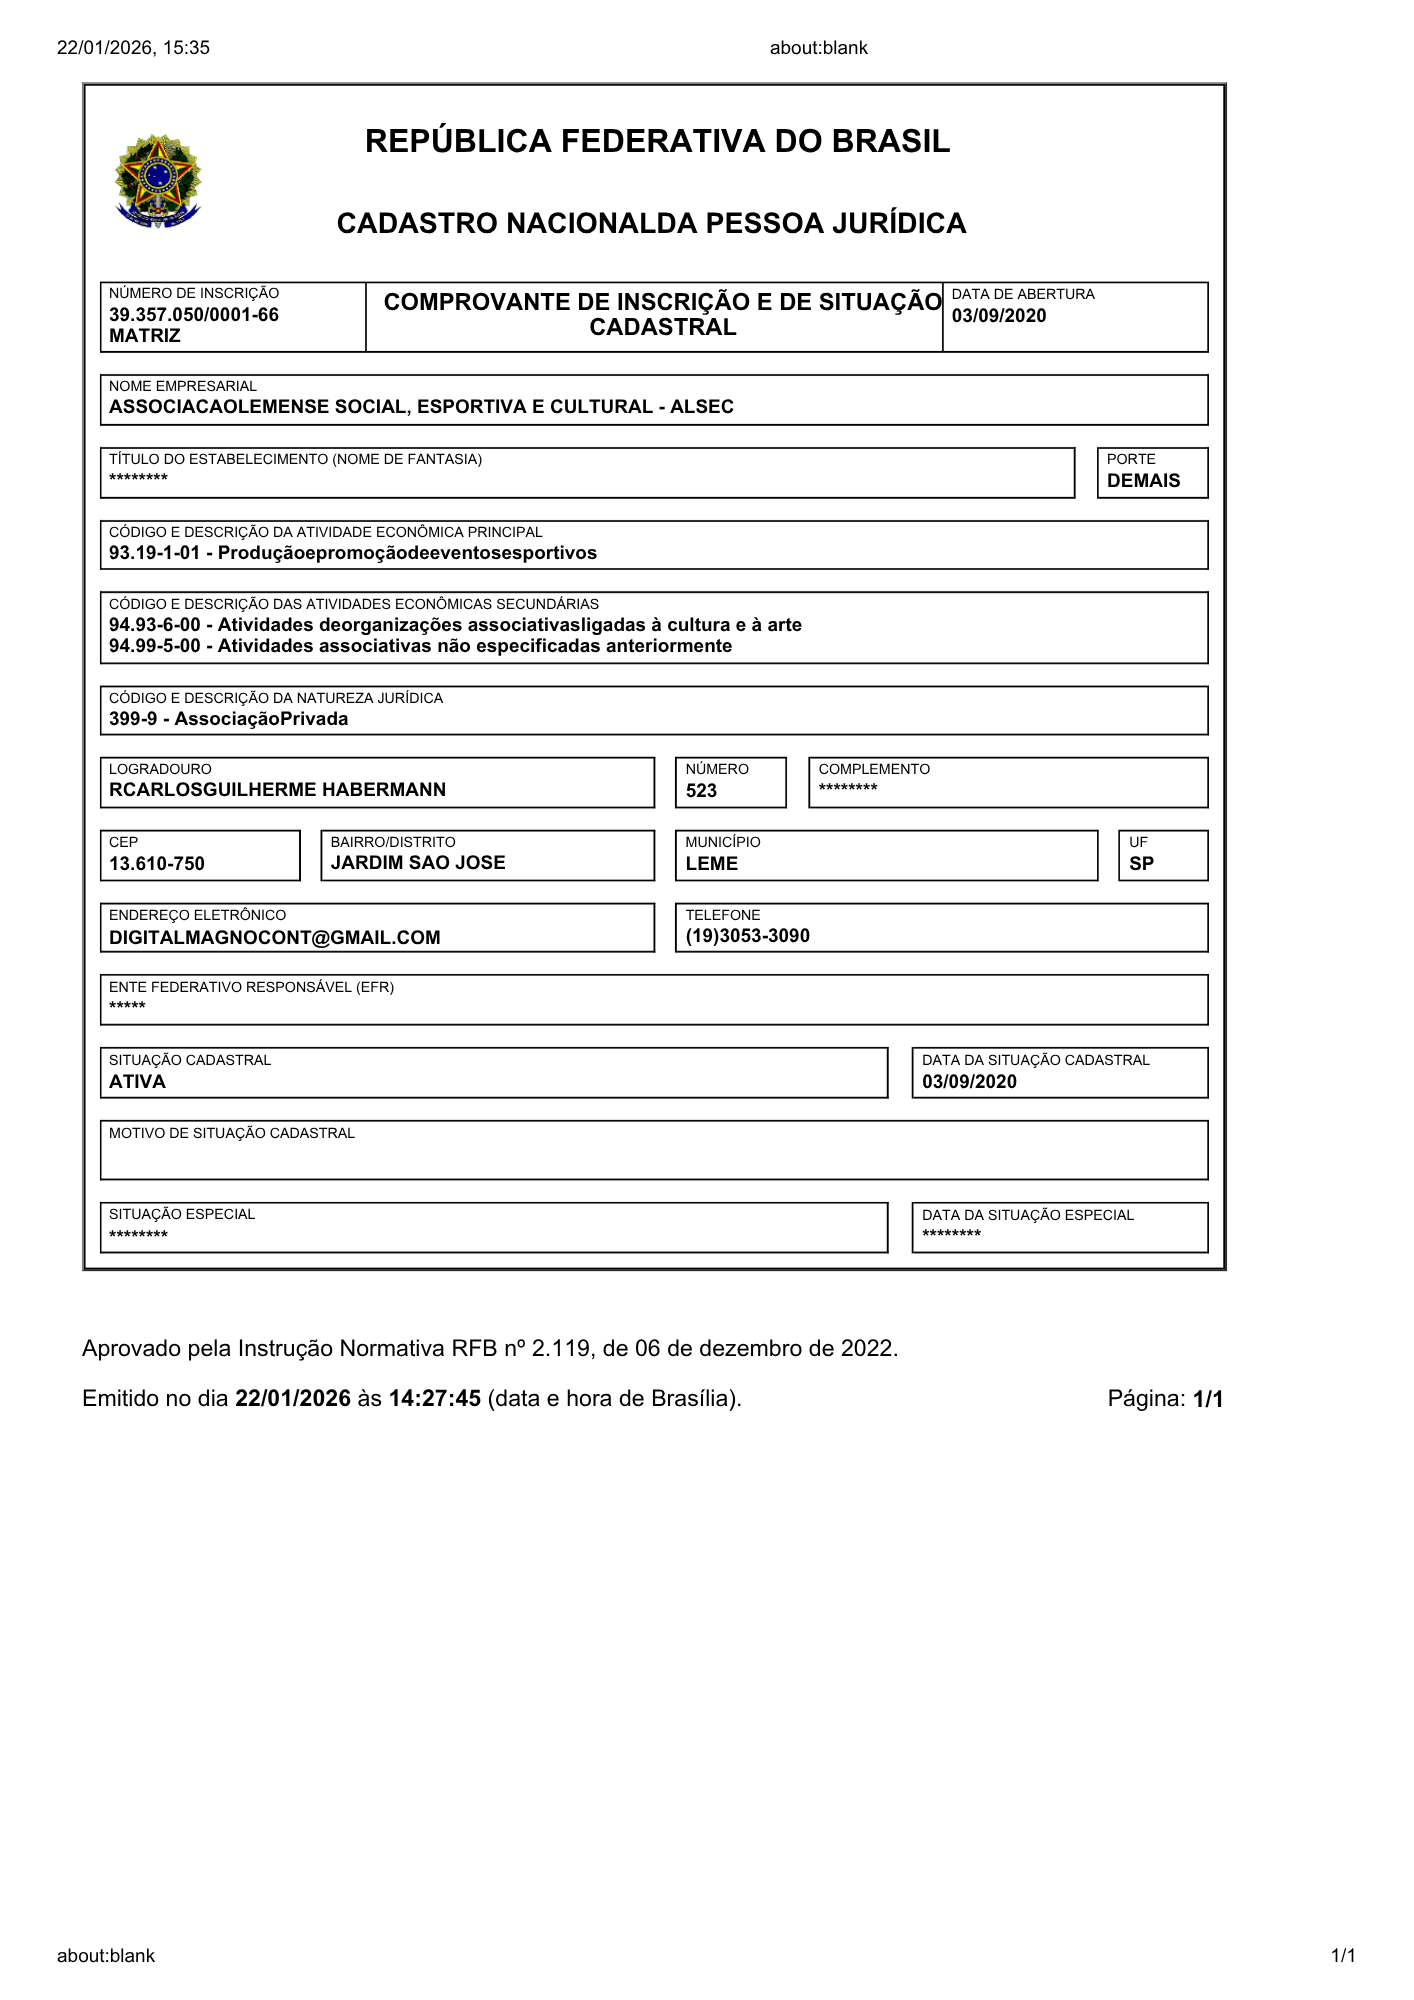 22/01/2026, 15:35
about:blank
REPÚBLICA FEDERATIVA DO BRASIL
CADASTRO NACIONALDA PESSOA JURÍDICA
NÚMERO DE INSCRIÇÃO
39.357.050/0001-66
MATRIZ
COMPROVANTE DE INSCRIÇÃO E DE SITUAÇÃO
CADASTRAL
DATA DE ABERTURA
03/09/2020
NOME EMPRESARIAL
ASSOCIACAOLEMENSE SOCIAL, ESPORTIVA E CULTURAL - ALSEC
TÍTULO DO ESTABELECIMENTO (NOME DE FANTASIA)
********
PORTE
DEMAIS
CÓDIGO E DESCRIÇÃO DA ATIVIDADE ECONÔMICA PRINCIPAL
93.19-1-01 - Produçãoepromoçãodeeventosesportivos
CÓDIGO E DESCRIÇÃO DAS ATIVIDADES ECONÔMICAS SECUNDÁRIAS
94.93-6-00 - Atividades deorganizações associativasligadas à cultura e à arte
94.99-5-00 - Atividades associativas não especificadas anteriormente
CÓDIGO E DESCRIÇÃO DA NATUREZA JURÍDICA
399-9 - AssociaçãoPrivada
LOGRADOURO
RCARLOSGUILHERME HABERMANN
NÚMERO
523
COMPLEMENTO
********
CEP
13.610-750
BAIRRO/DISTRITO
JARDIM SAO JOSE
MUNICÍPIO
LEME
UF
SP
ENDEREÇO ELETRÔNICO
DIGITALMAGNOCONT@GMAIL.COM
TELEFONE
(19)3053-3090
ENTE FEDERATIVO RESPONSÁVEL (EFR)
*****
SITUAÇÃO CADASTRAL
ATIVA
DATA DA SITUAÇÃO CADASTRAL
03/09/2020
MOTIVO DE SITUAÇÃO CADASTRAL
SITUAÇÃO ESPECIAL
********
DATA DA SITUAÇÃO ESPECIAL
********
Aprovado pela Instrução Normativa RFB nº 2.119, de 06 de dezembro de 2022.
Emitido no dia 22/01/2026 às 14:27:45 (data e hora de Brasília).
Página: 1/1
about:blank
1/1